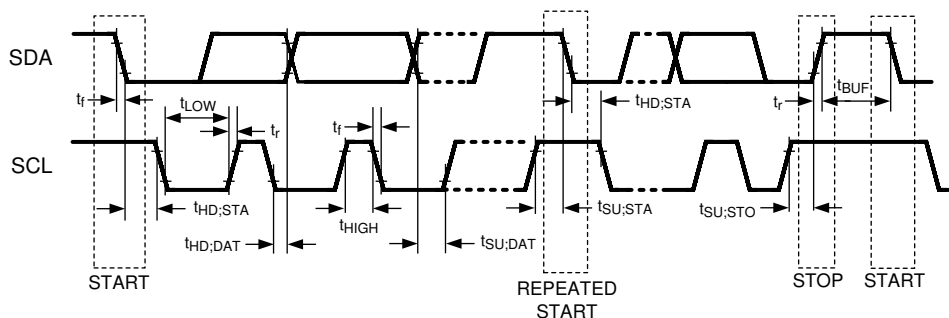 SDA
t_f
t_LOW
t_r
t_f
t_HD;STA
t_r
t_BUF
SCL
t_HD;STA
t_HD;DAT
t_HIGH
t_SU;DAT
t_SU;STA
t_SU;STO
START
REPEATED
START
STOP
START